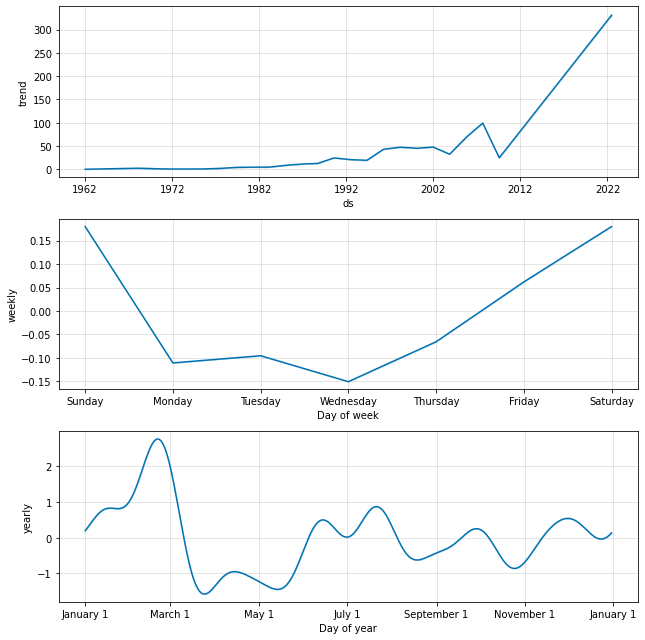 300
250
200
150
100
50
0
trend
1962 1972 1982 1992 2002 2012 2022
ds
0.15
0.10
0.05
0.00
−0.05
−0.10
−0.15
weekly
Sunday Monday Tuesday Wednesday Thursday Friday Saturday
Day of week
2
1
0
−1
yearly
January 1 March 1 May 1 July 1 September 1 November 1 January 1
Day of year